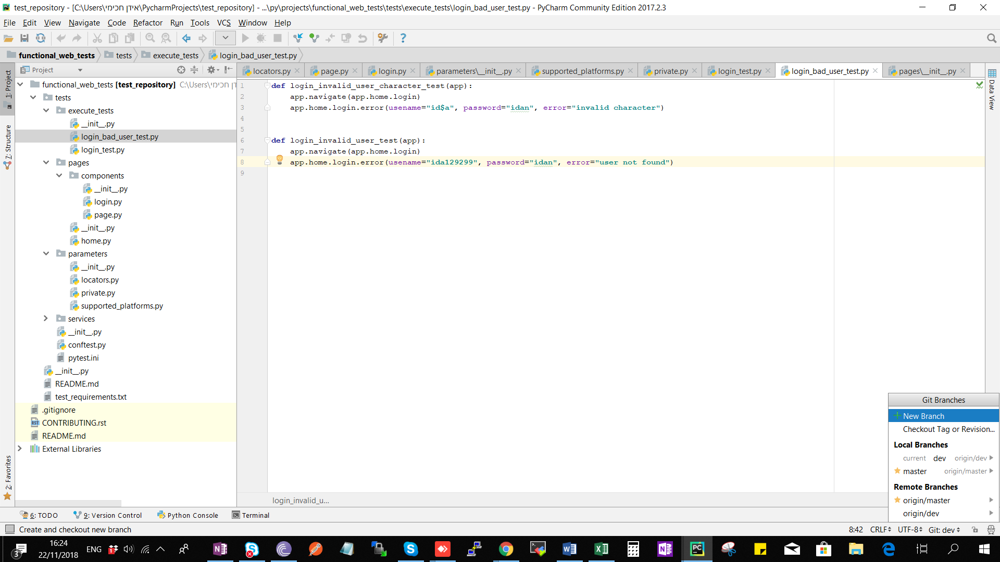 test_repository - [C:\Users\אידן חכימי\PycharmProjects\test_repository] - ...\py\projects\functional_web_tests\tests\execute_tests\login_bad_user_test.py - PyCharm Community Edition 2017.2.3
File Edit View Navigate Code Refactor Run Tools VCS Window Help
functional_web_tests tests execute_tests login_bad_user_test.py
Project
locators.py page.py login.py parameters\__init__.py supported_platforms.py private.py login_test.py login_bad_user_test.py pages\__init__.py
1: Project
7: Structure
2: Favorites
Data View
functional_web_tests [test_repository] C:\Users\אידן חכימי
tests
execute_tests
__init__.py
login_bad_user_test.py
login_test.py
pages
components
__init__.py
login.py
page.py
__init__.py
home.py
parameters
__init__.py
locators.py
private.py
supported_platforms.py
services
__init__.py
conftest.py
pytest.ini
__init__.py
README.md
test_requirements.txt
.gitignore
CONTRIBUTING.rst
README.md
External Libraries
1 def login_invalid_user_character_test(app):
2 app.navigate(app.home.login)
3 app.home.login.error(usename="id$a", password="idan", error="invalid character")
4
5
6 def login_invalid_user_test(app):
7 app.navigate(app.home.login)
8 app.home.login.error(usename="ida129299", password="idan", error="user not found")
9
login_invalid_u...
Git Branches
New Branch
Checkout Tag or Revision...
Local Branches
current dev origin/dev
master origin/master
Remote Branches
origin/master
origin/dev
6: TODO 9: Version Control Python Console Terminal
Create and checkout new branch 8:42 CRLF UTF-8 Git: dev
3
16:24
22/11/2018
ENG